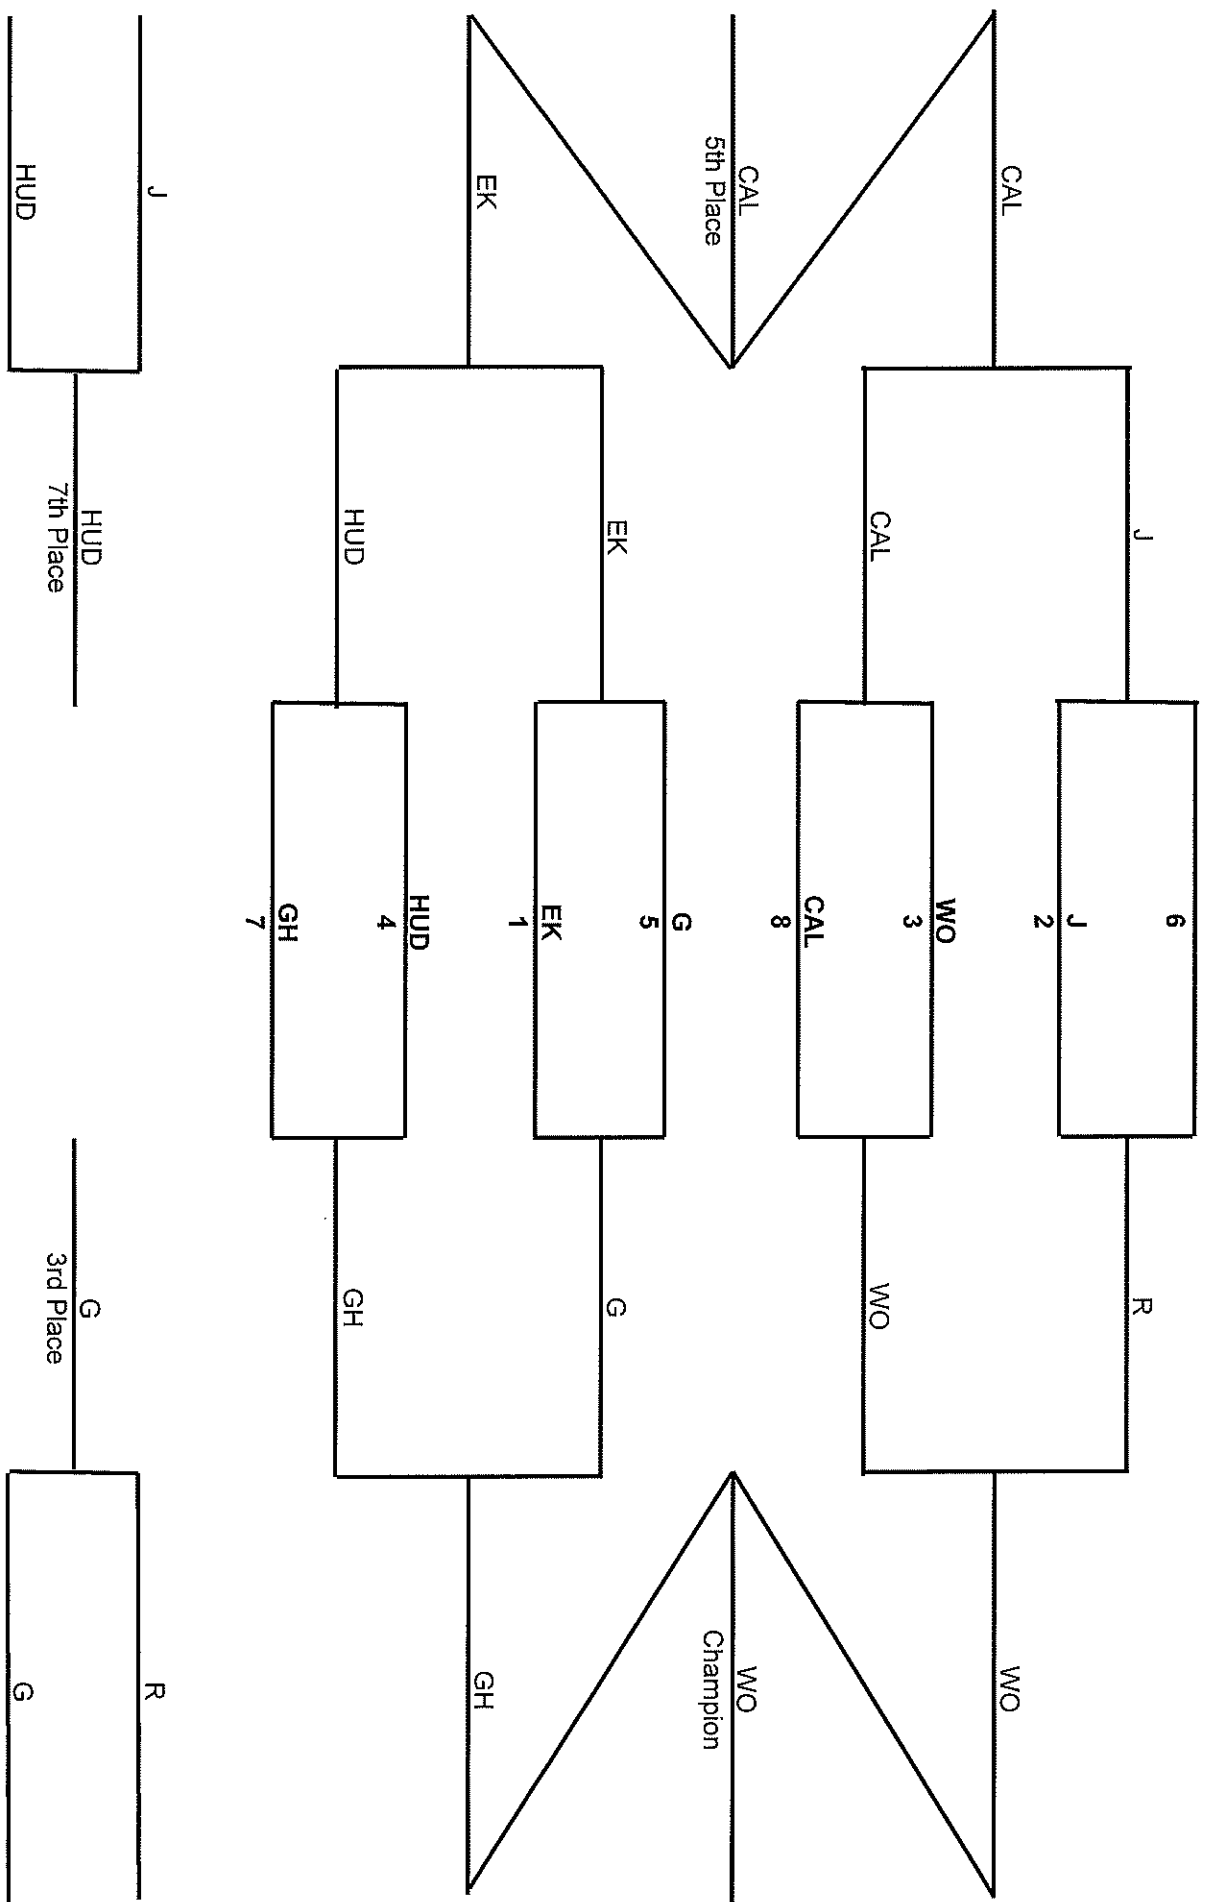 6
J
R
J
2
CAL
WO
WO
3
CAL
WO
CAL
8
CAL
WO
5th Place
Champion
G
5
EK
G
EK
1
EK
GH
HUD
4
HUD
GH
GH
7
J
R
HUD
G
7th Place
3rd Place
HUD
G